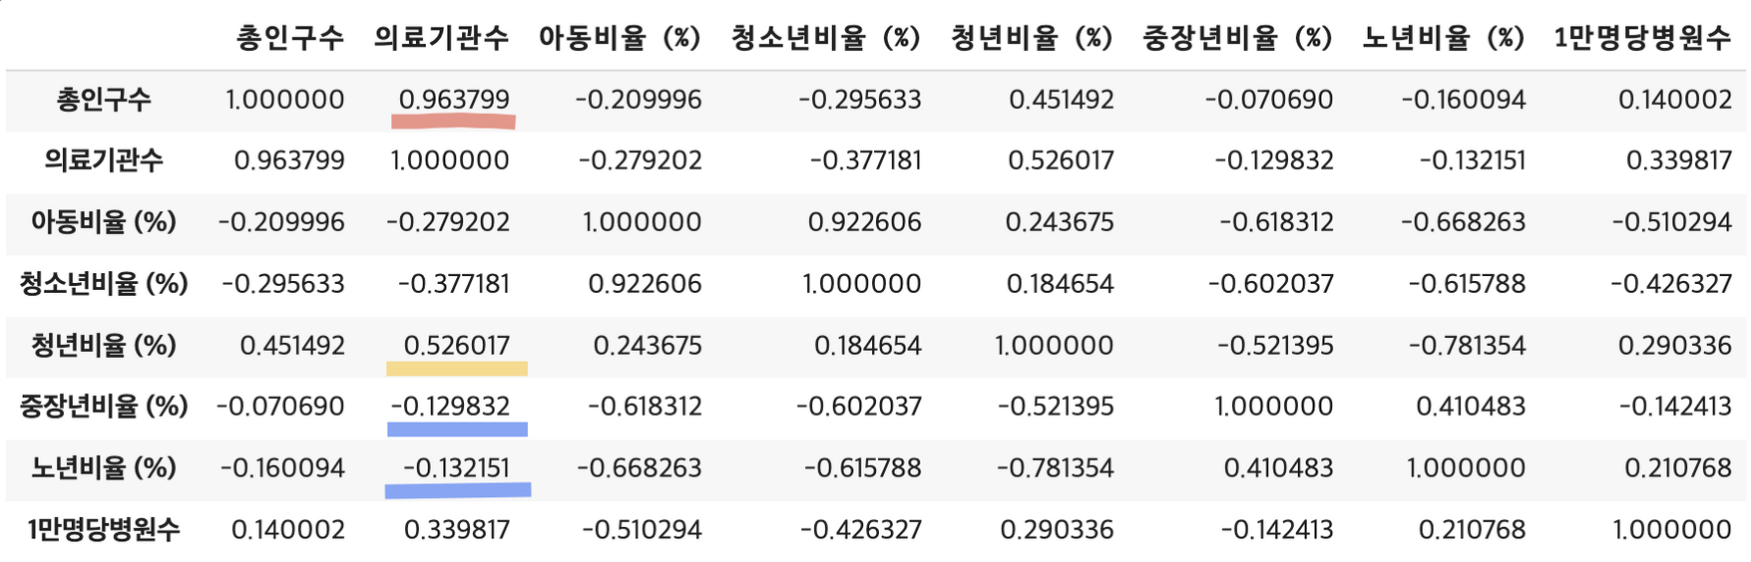 총인구수 의료기관수 아동비율 (%) 청소년비율 (%) 청년비율 (%) 중장년비율 (%) 노년비율 (%) 1만명당병원수
총인구수 1.000000 0.963799 -0.209996 -0.295633 0.451492 -0.070690 -0.160094 0.140002
의료기관수 0.963799 1.000000 -0.279202 -0.377181 0.526017 -0.129832 -0.132151 0.339817
아동비율 (%) -0.209996 -0.279202 1.000000 0.922606 0.243675 -0.618312 -0.668263 -0.510294
청소년비율 (%) -0.295633 -0.377181 0.922606 1.000000 0.184654 -0.602037 -0.615788 -0.426327
청년비율 (%) 0.451492 0.526017 0.243675 0.184654 1.000000 -0.521395 -0.781354 0.290336
중장년비율 (%) -0.070690 -0.129832 -0.618312 -0.602037 -0.521395 1.000000 0.410483 -0.142413
노년비율 (%) -0.160094 -0.132151 -0.668263 -0.615788 -0.781354 0.410483 1.000000 0.210768
1만명당병원수 0.140002 0.339817 -0.510294 -0.426327 0.290336 -0.142413 0.210768 1.000000